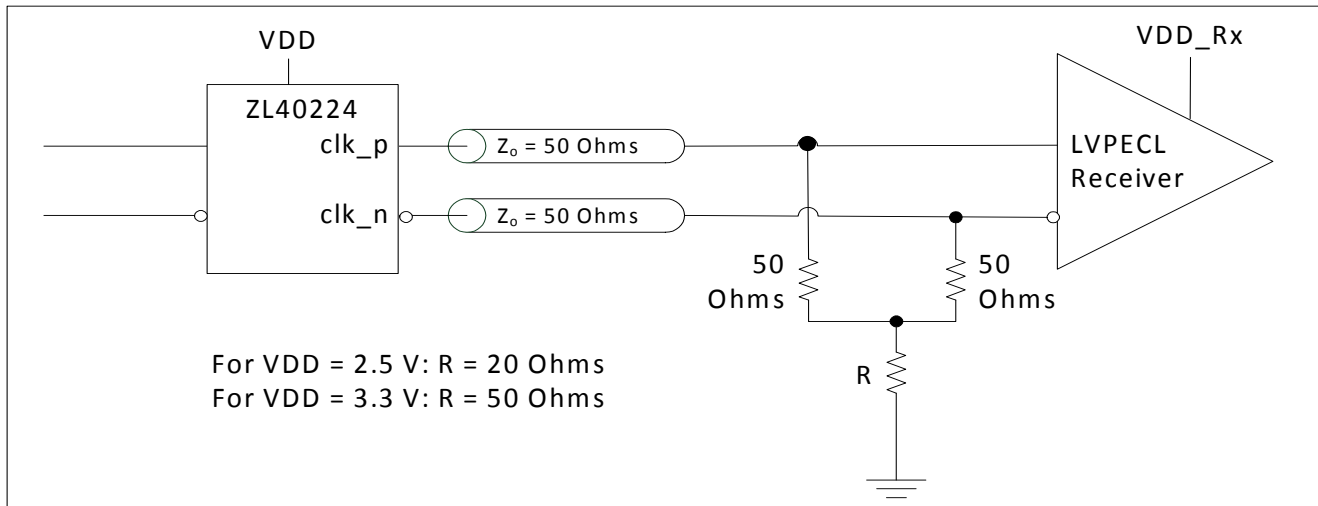 VDD
VDD_Rx
ZL40224
clk_p
Zo = 50 Ohms
LVPECL
Receiver
clk_n
Zo = 50 Ohms
50
Ohms
50
Ohms
For VDD = 2.5 V: R = 20 Ohms
For VDD = 3.3 V: R = 50 Ohms
R